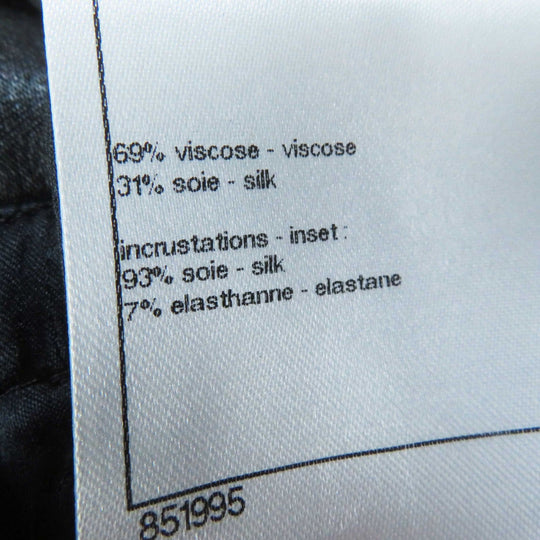 69% viscose - viscose
31% soie - silk
incrustations - inset :
93% soie - silk
7% elasthanne - elastane
851995